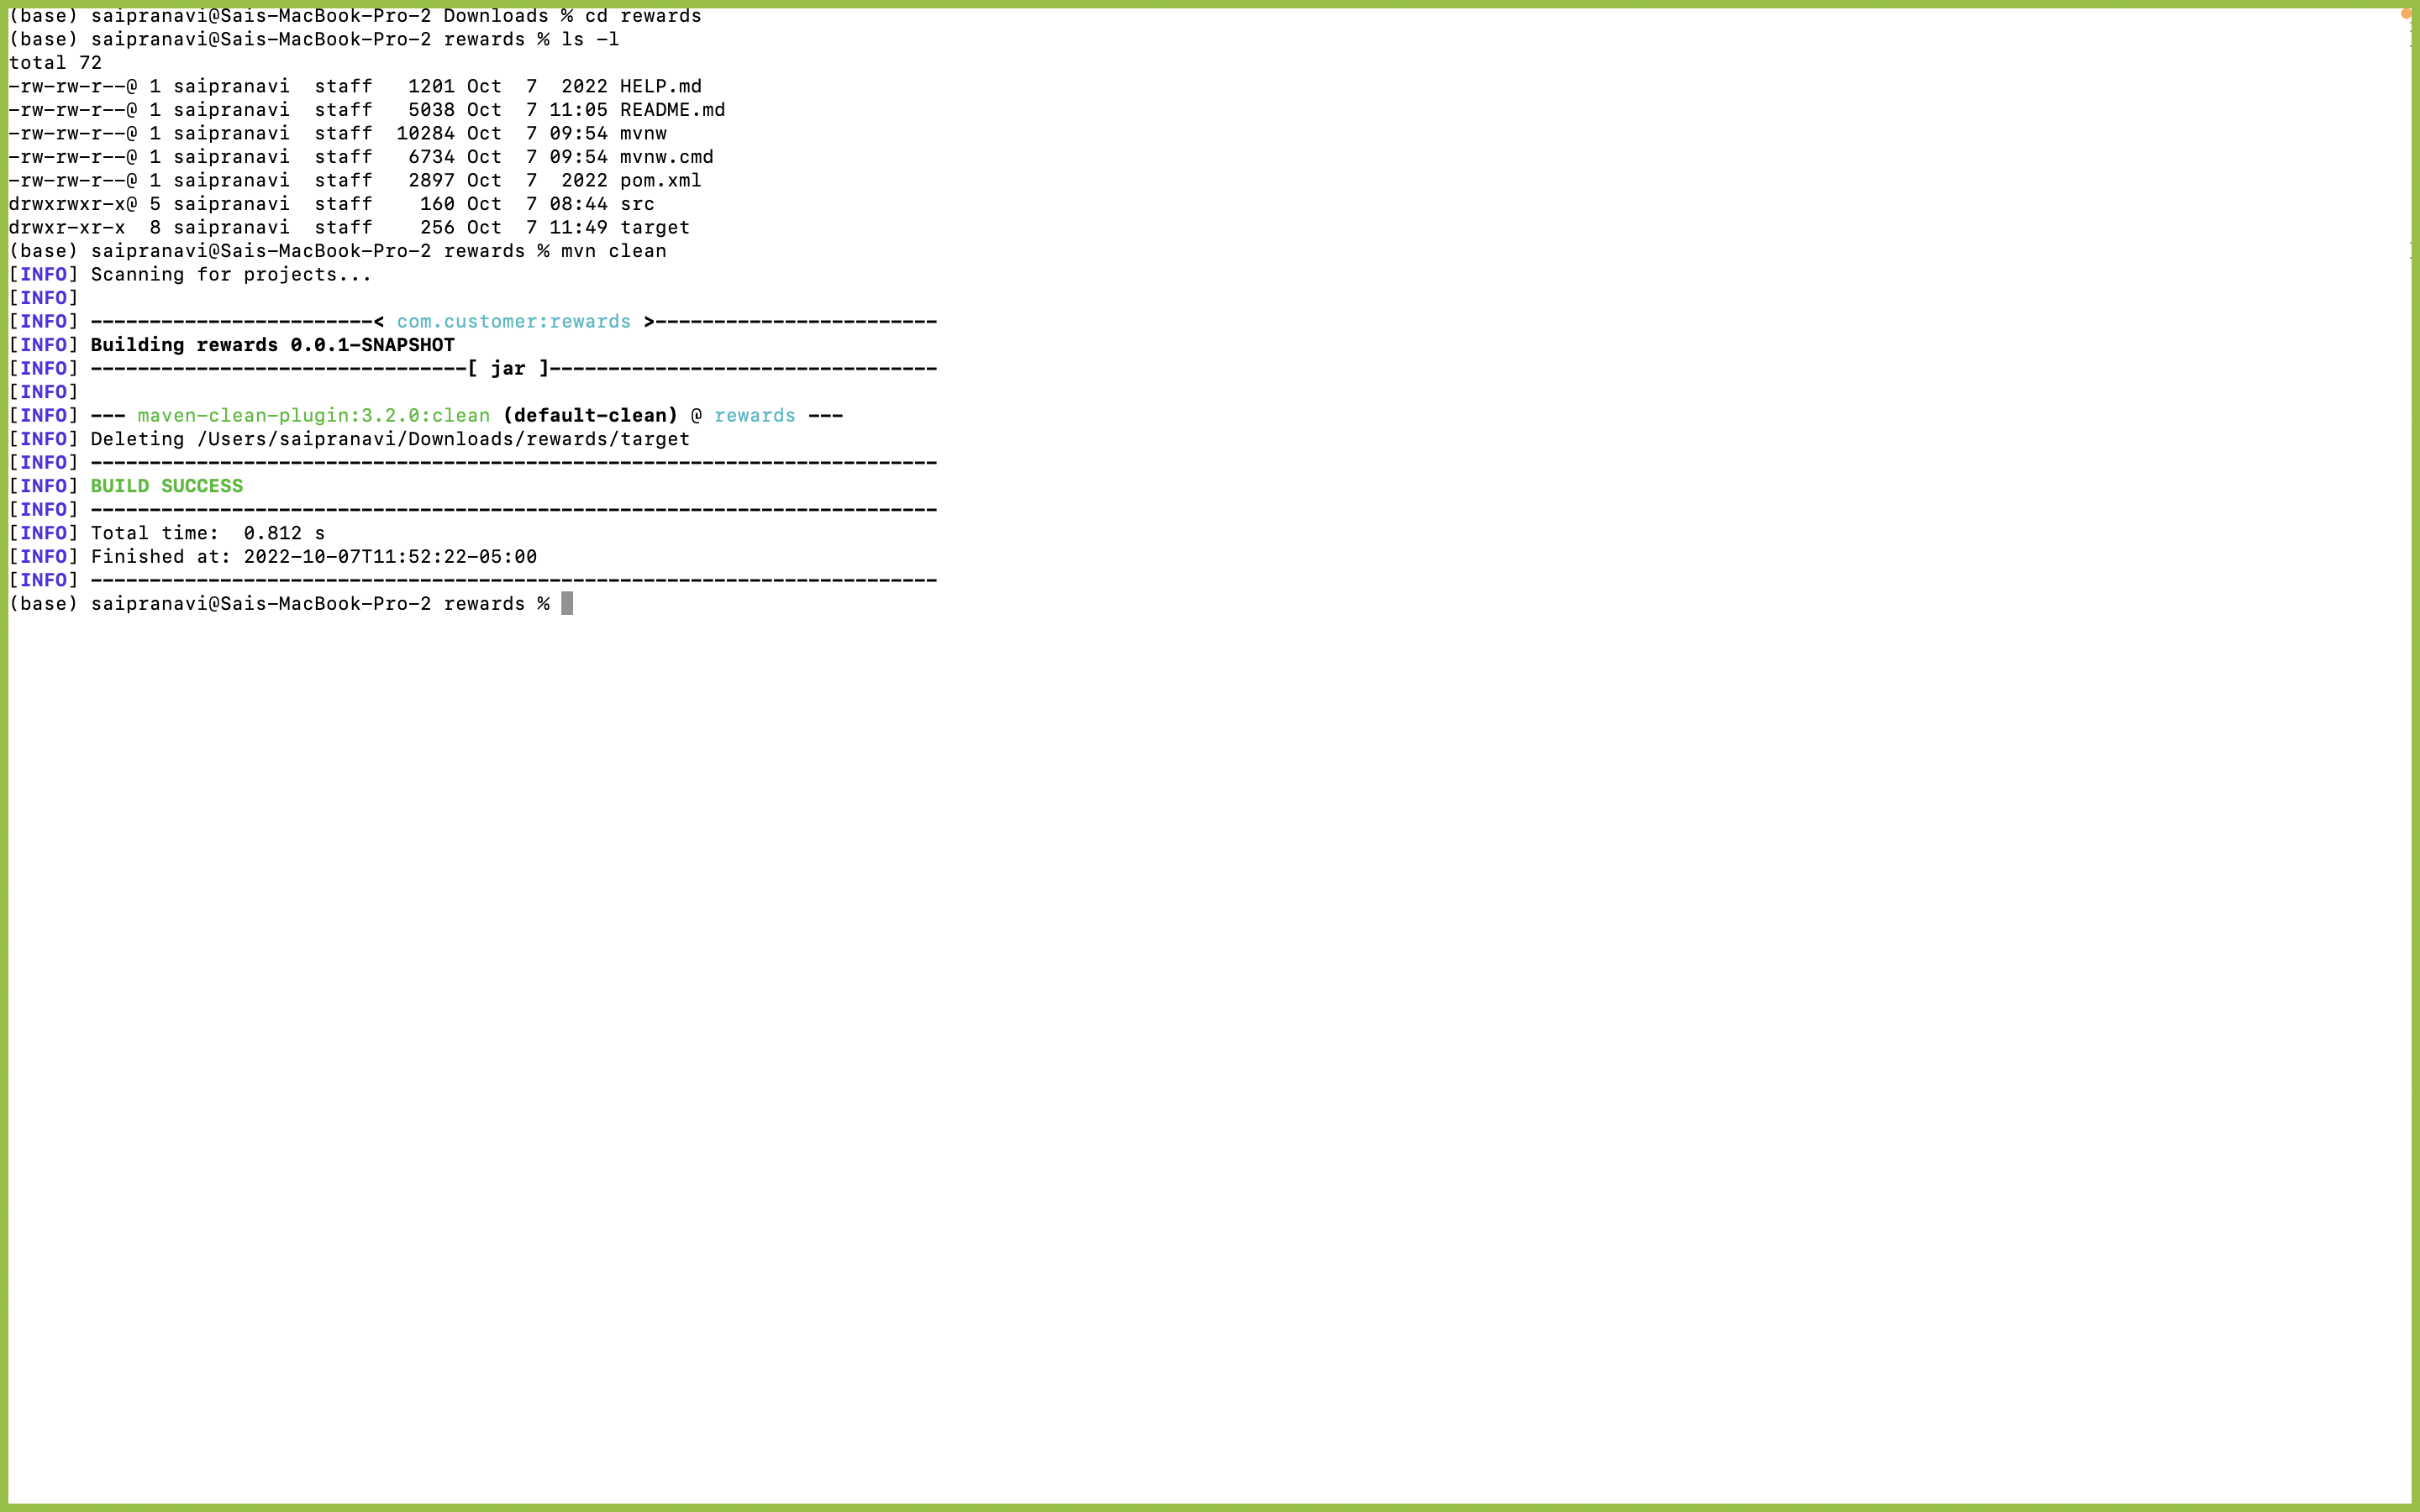 (base) saipranavi@Sais-MacBook-Pro-2 Downloads % cd rewards
(base) saipranavi@Sais-MacBook-Pro-2 rewards % ls -l
total 72
-rw-rw-r--@ 1 saipranavi  staff   1201 Oct  7  2022 HELP.md
-rw-rw-r--@ 1 saipranavi  staff   5038 Oct  7 11:05 README.md
-rw-rw-r--@ 1 saipranavi  staff  10284 Oct  7 09:54 mvnw
-rw-rw-r--@ 1 saipranavi  staff   6734 Oct  7 09:54 mvnw.cmd
-rw-rw-r--@ 1 saipranavi  staff   2897 Oct  7  2022 pom.xml
drwxrwxr-x@ 5 saipranavi  staff    160 Oct  7 08:44 src
drwxr-xr-x  8 saipranavi  staff    256 Oct  7 11:49 target
(base) saipranavi@Sais-MacBook-Pro-2 rewards % mvn clean
[INFO] Scanning for projects...
[INFO]
[INFO] ------------------------< com.customer:rewards >------------------------
[INFO] Building rewards 0.0.1-SNAPSHOT
[INFO] --------------------------------[ jar ]---------------------------------
[INFO]
[INFO] --- maven-clean-plugin:3.2.0:clean (default-clean) @ rewards ---
[INFO] Deleting /Users/saipranavi/Downloads/rewards/target
[INFO] ------------------------------------------------------------------------
[INFO] BUILD SUCCESS
[INFO] ------------------------------------------------------------------------
[INFO] Total time:  0.812 s
[INFO] Finished at: 2022-10-07T11:52:22-05:00
[INFO] ------------------------------------------------------------------------
(base) saipranavi@Sais-MacBook-Pro-2 rewards %